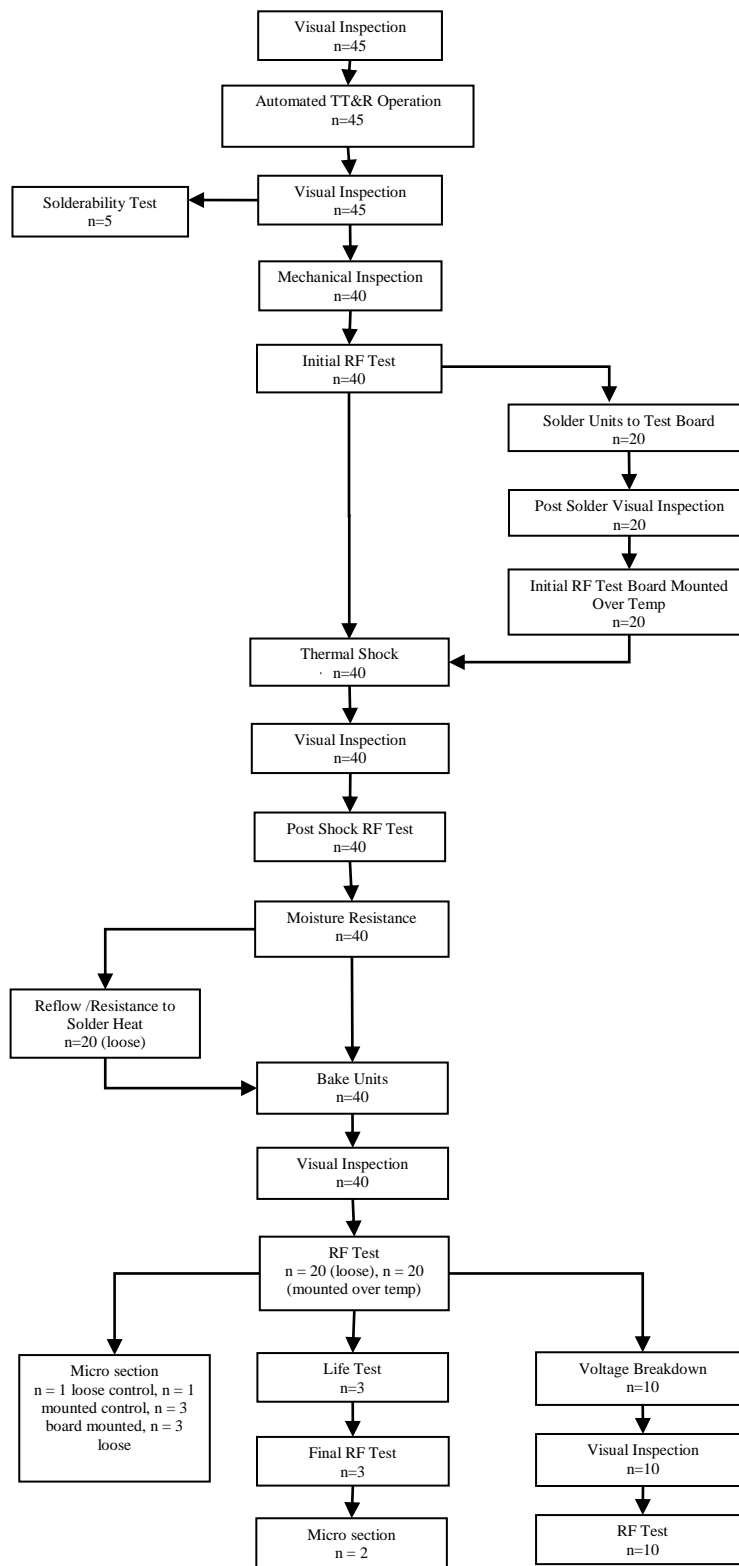 Visual Inspection
n=45
Automated TT&R Operation
n=45
Visual Inspection
n=45
Solderability Test
n=5
Mechanical Inspection
n=40
Initial RF Test
n=40
Solder Units to Test Board
n=20
Post Solder Visual Inspection
n=20
Initial RF Test Board Mounted
Over Temp
n=20
Thermal Shock
n=40
Visual Inspection
n=40
Post Shock RF Test
n=40
Moisture Resistance
n=40
Reflow /Resistance to
Solder Heat
n=20 (loose)
Bake Units
n=40
Visual Inspection
n=40
RF Test
n = 20 (loose), n = 20
(mounted over temp)
Micro section
n = 1 loose control, n = 1
mounted control, n = 3
board mounted, n = 3
loose
Life Test
n=3
Final RF Test
n=3
Micro section
n = 2
Voltage Breakdown
n=10
Visual Inspection
n=10
RF Test
n=10